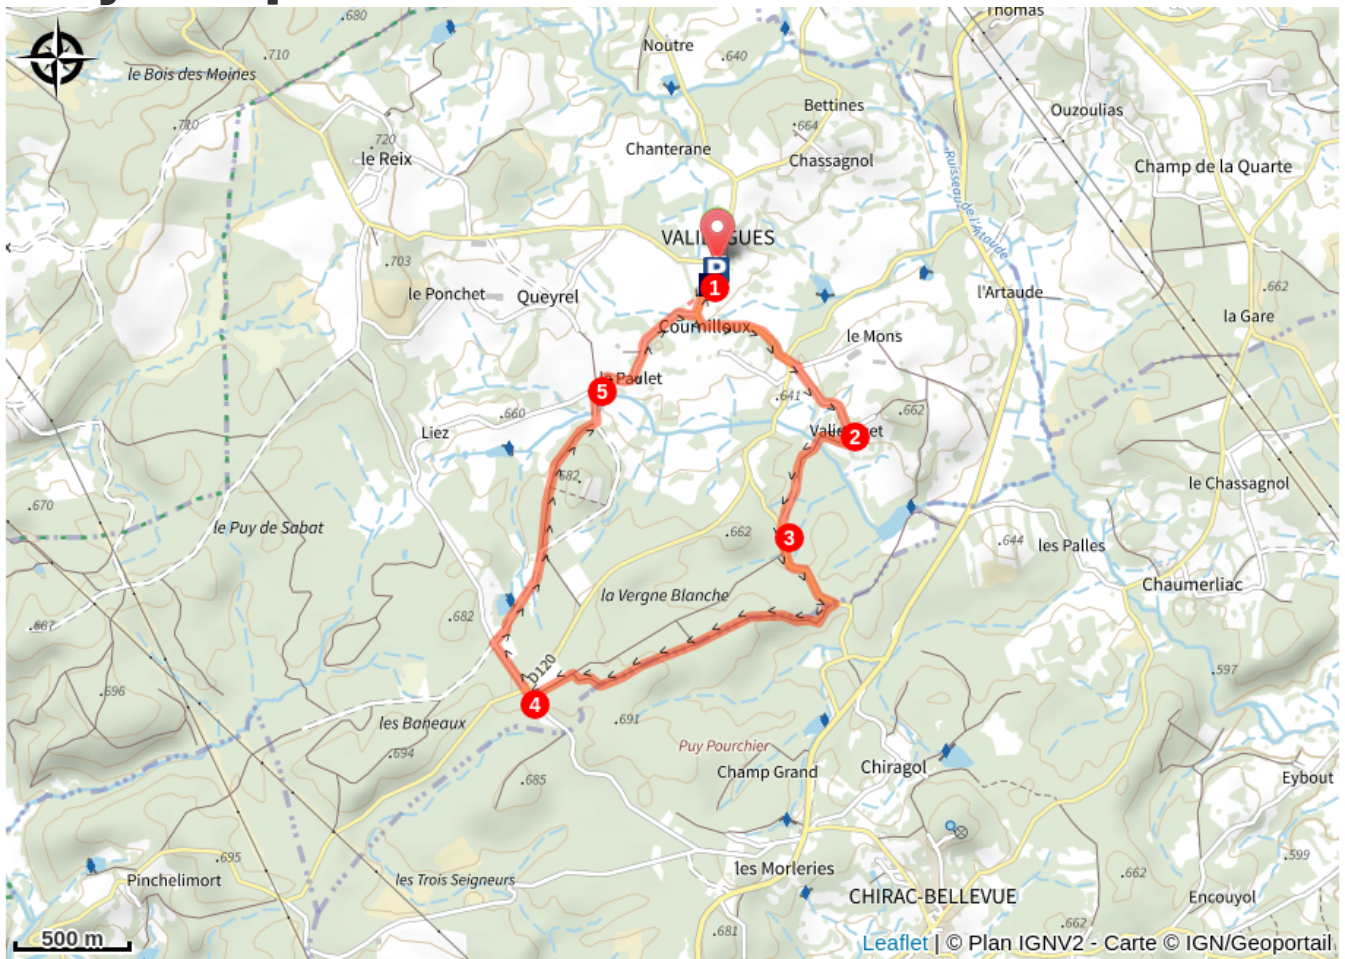 .680
Thomas
Noutre
.710
.640
le Bois des Moines
Bettines
Ouzoulias
.710
.664
.720
Chanterane
le Reix
Chassagnol
Champ de la Quarte
Ruisseau de l'Artaude
P
1
.703
le Ponchet
Queyrel
l'Artaude
.662
la Gare
Cournilloux
le Mons
le Paulet
5
.641
.660
.662
Liez
2
.682
le Chassagnol
.670
le Puy de Sabat
.662
3
.644
les Palles
Chaumerliac
la Vergne Blanche
.682
.667
.597
D120
.696
4
les Baneaux
.691
.694
Puy Pourchier
Champ Grand
Chiragol
.685
Eybout
.695
.599
les Morleries
Pinchelimort
les Trois Seigneurs
.662
CHIRAC-BELLEVUE
Encouyol
.681
.662
500 m
Leaflet | © Plan IGNV2 - Carte © IGN/Geoportail